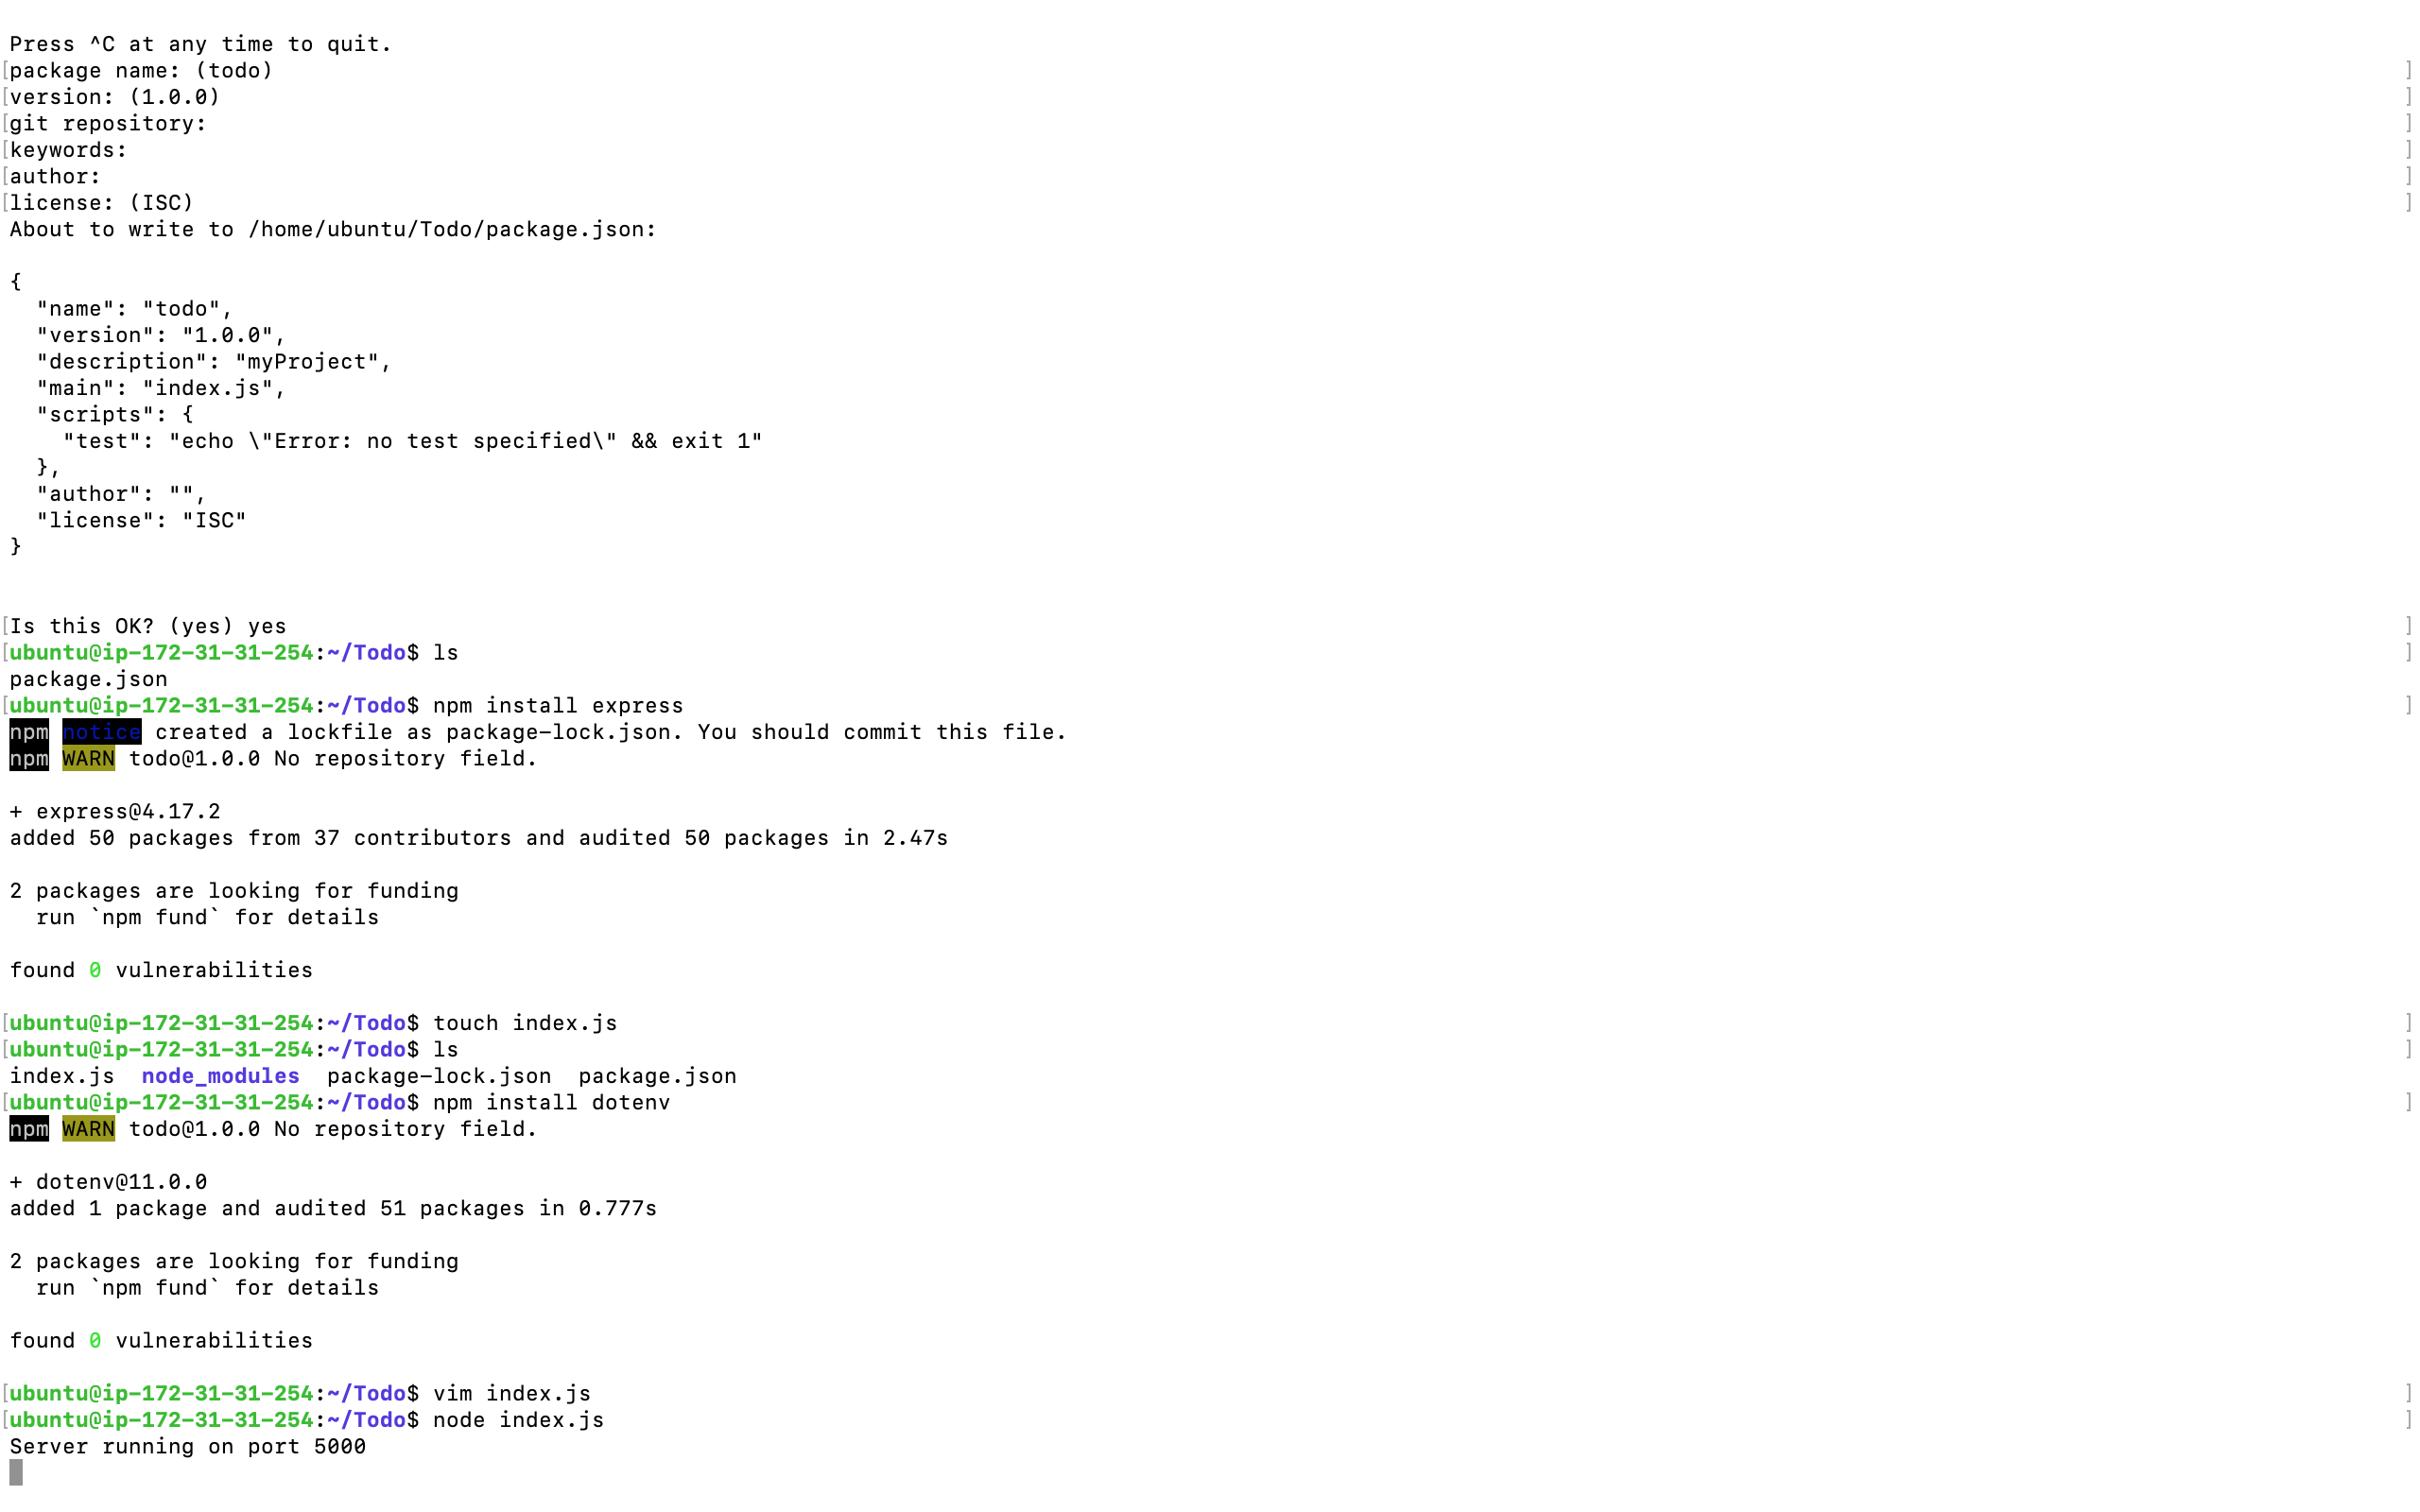 Press ^C at any time to quit.
[package name: (todo) ]
[version: (1.0.0) ]
[git repository: ]
[keywords: ]
[author: ]
[license: (ISC) ]
About to write to /home/ubuntu/Todo/package.json:
{
  "name": "todo",
  "version": "1.0.0",
  "description": "myProject",
  "main": "index.js",
  "scripts": {
    "test": "echo \"Error: no test specified\" && exit 1"
  },
  "author": "",
  "license": "ISC"
}
[Is this OK? (yes) yes ]
[ubuntu@ip-172-31-31-254:~/Todo$ ls ]
package.json
[ubuntu@ip-172-31-31-254:~/Todo$ npm install express ]
npm notice created a lockfile as package-lock.json. You should commit this file.
npm WARN todo@1.0.0 No repository field.
+ express@4.17.2
added 50 packages from 37 contributors and audited 50 packages in 2.47s
2 packages are looking for funding
  run `npm fund` for details
found 0 vulnerabilities
[ubuntu@ip-172-31-31-254:~/Todo$ touch index.js ]
[ubuntu@ip-172-31-31-254:~/Todo$ ls ]
index.js  node_modules  package-lock.json  package.json
[ubuntu@ip-172-31-31-254:~/Todo$ npm install dotenv ]
npm WARN todo@1.0.0 No repository field.
+ dotenv@11.0.0
added 1 package and audited 51 packages in 0.777s
2 packages are looking for funding
  run `npm fund` for details
found 0 vulnerabilities
[ubuntu@ip-172-31-31-254:~/Todo$ vim index.js ]
[ubuntu@ip-172-31-31-254:~/Todo$ node index.js ]
Server running on port 5000